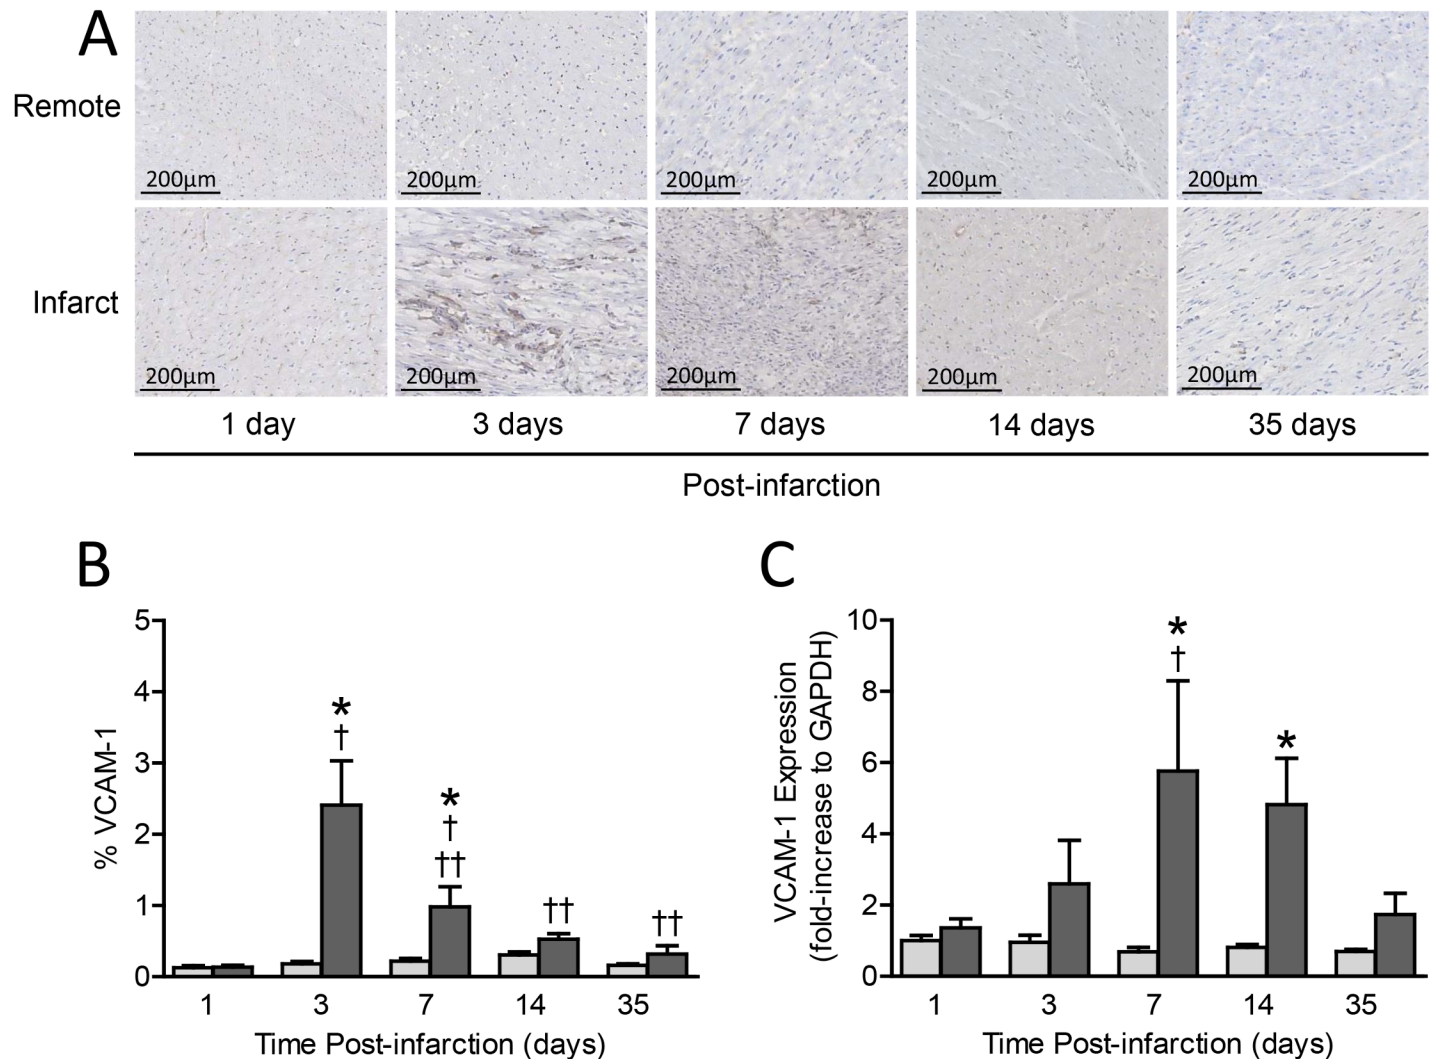 A
Remote
200µm 200µm 200µm 200µm 200µm
Infarct
200µm 200µm 200µm 200µm 200µm
1 day 3 days 7 days 14 days 35 days
Post-infarction
B
% VCAM-1
5
4
3
2
1
0
*
†
*
†
††
††
††
1 3 7 14 35
Time Post-infarction (days)
C
VCAM-1 Expression
(fold-increase to GAPDH)
10
8
6
4
2
0
*
†
*
1 3 7 14 35
Time Post-infarction (days)